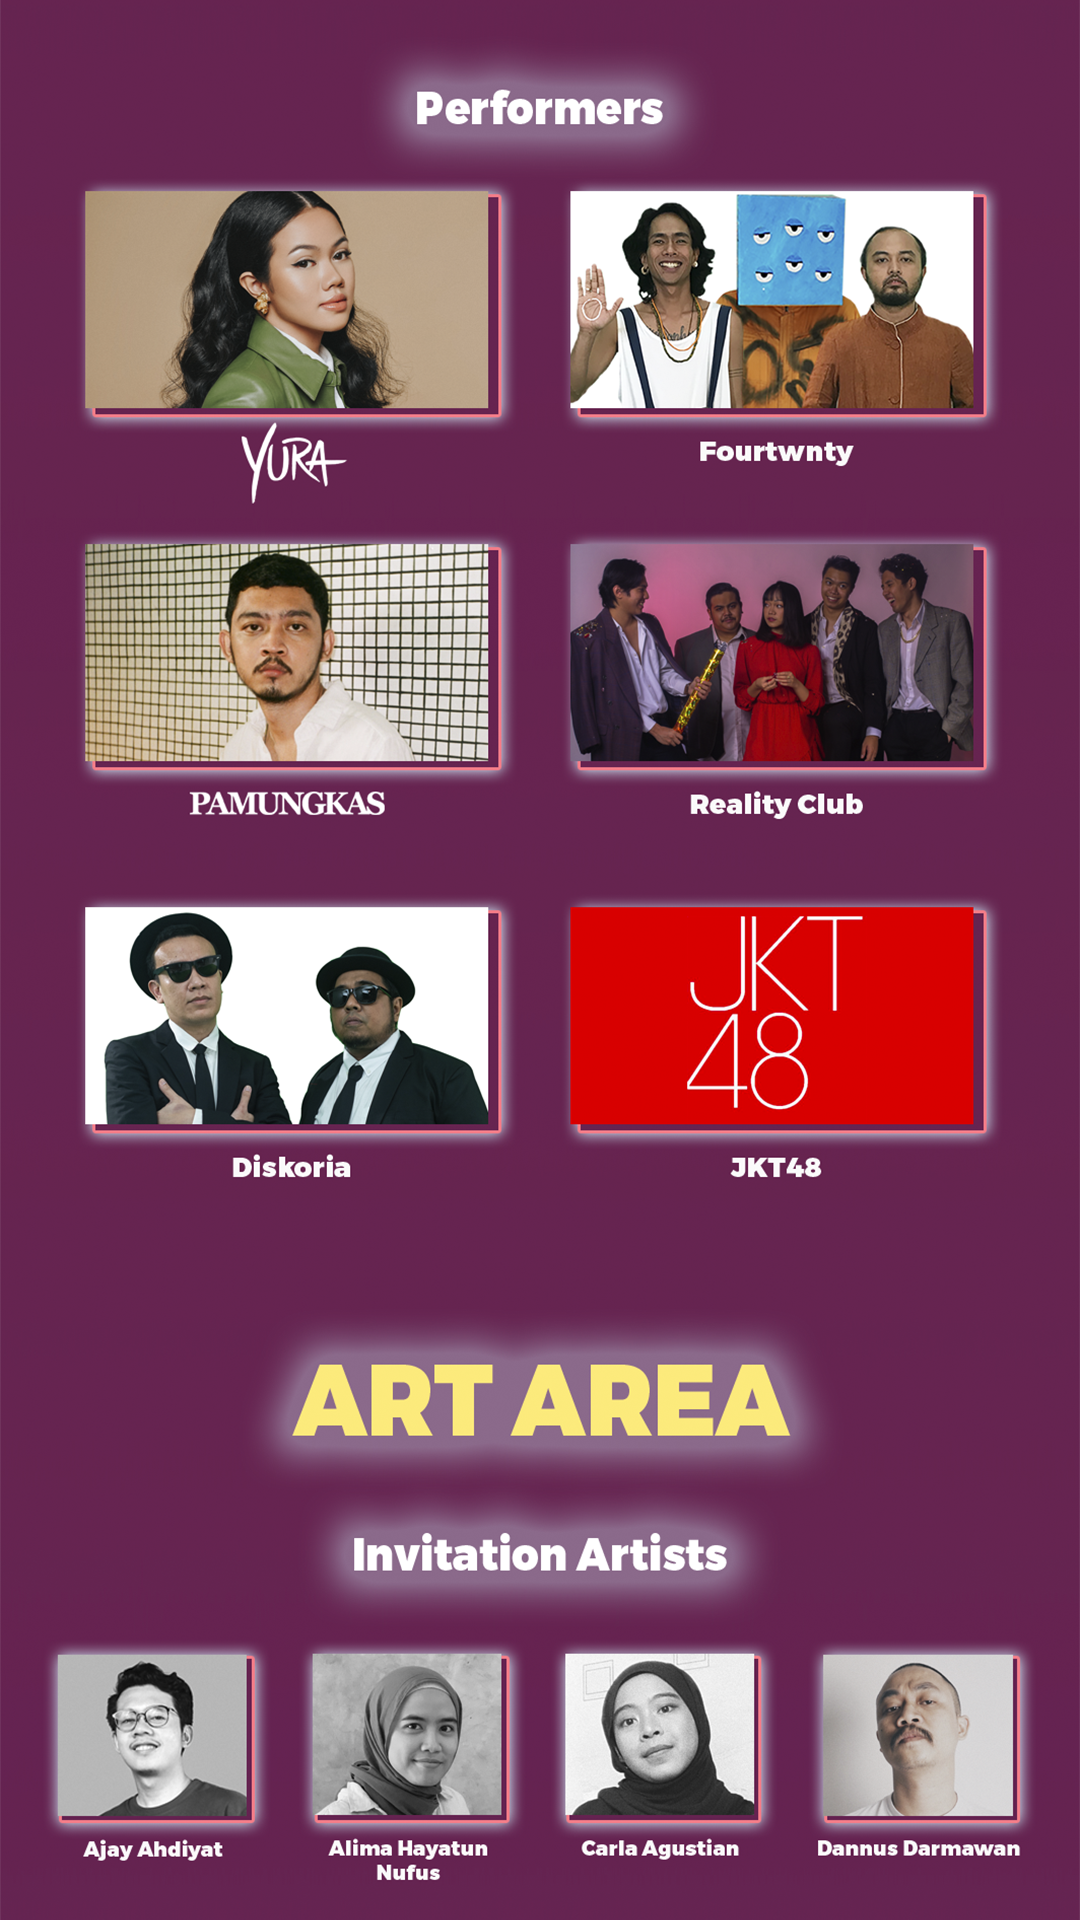 Performers
YURA
Fourtwnty
PAMUNGKAS
Reality Club
JKT
48
Diskoria
JKT48
ART AREA
Invitation Artists
Ajay Ahdiyat
Alima Hayatun
Nufus
Carla Agustian
Dannus Darmawan